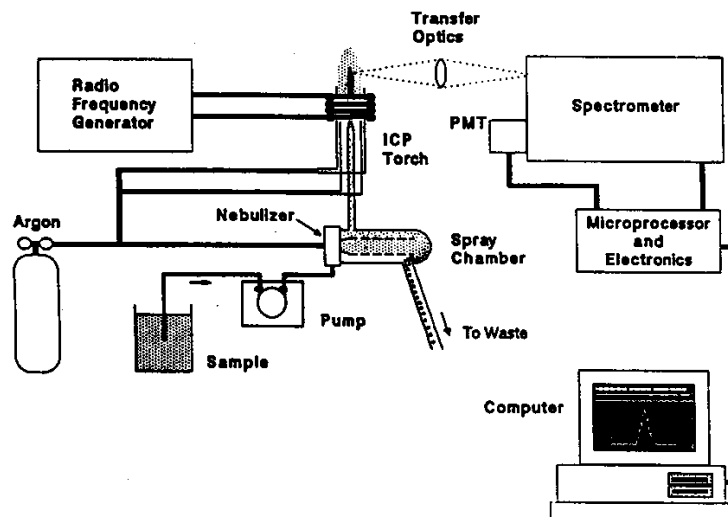 Transfer
Optics
Radio
Frequency
Generator
Spectrometer
PMT
ICP
Torch
Argon
Nebulizer
Microprocessor
and
Electronics
Spray
Chamber
Pump
To Waste
Sample
Computer